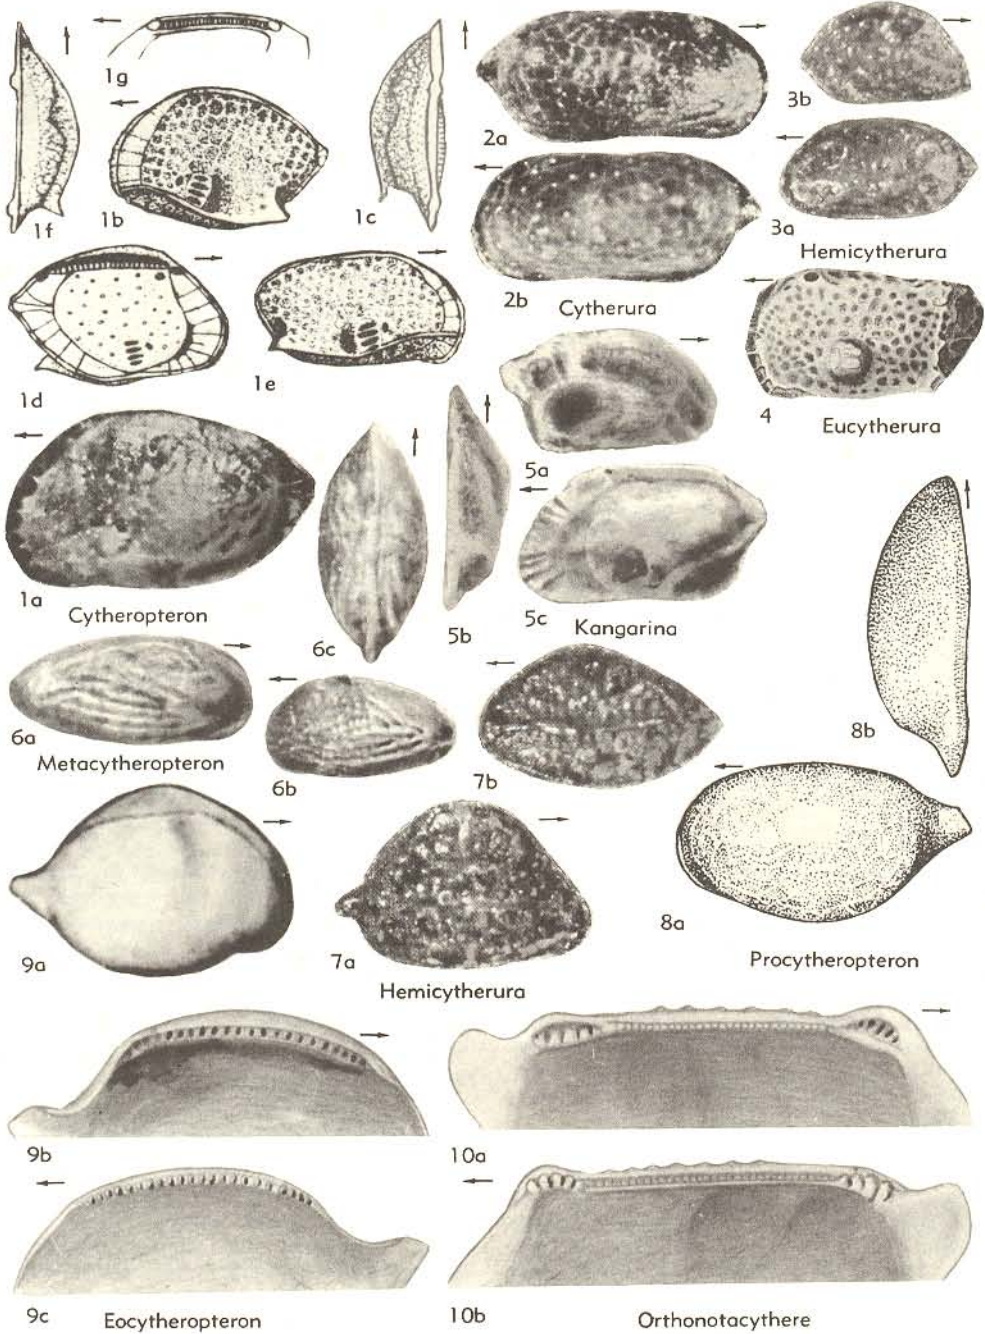 1g
3b
2a
1f
1b
1c
3a
Hemicytherura
2b
Cytherura
1d
1e
4
Eucytherura
5a
1a
Cytheropteron
6c
5b
5c
Kangarina
6a
Metacytheropteron
6b
7b
8b
8a
9a
7a
Procytheropteron
Hemicytherura
9b
10a
9c
Eocytheropteron
10b
Orthonotacythere